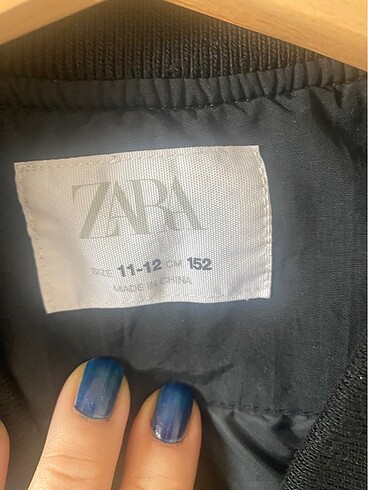 ZARA
SIZE 11-12 CM 152
MADE IN CHINA